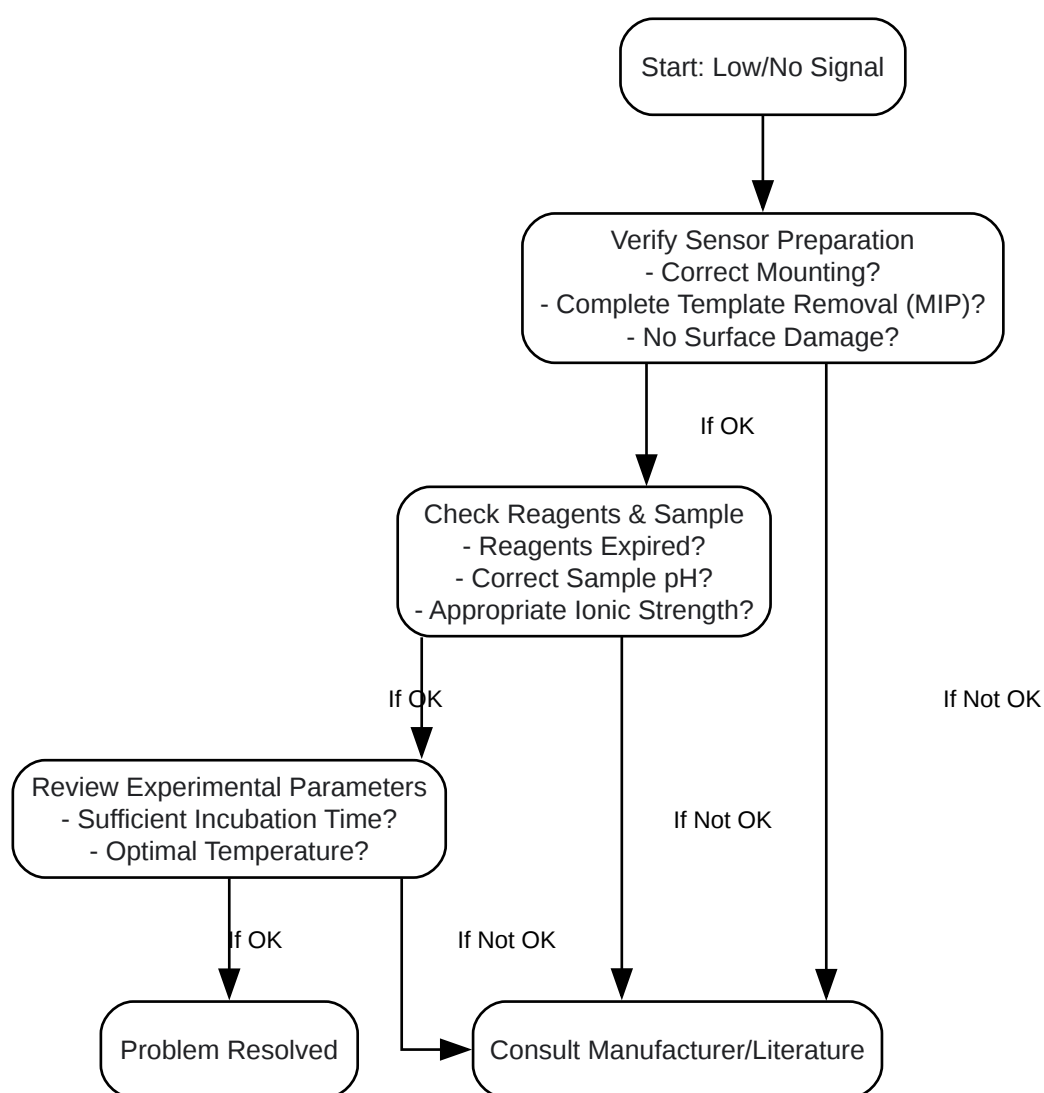 Start: Low/No Signal
Verify Sensor Preparation
- Correct Mounting?
- Complete Template Removal (MIP)?
- No Surface Damage?
If OK
Check Reagents & Sample
- Reagents Expired?
- Correct Sample pH?
- Appropriate Ionic Strength?
If OK
If Not OK
Review Experimental Parameters
- Sufficient Incubation Time?
- Optimal Temperature?
If Not OK
If OK
If Not OK
Problem Resolved
Consult Manufacturer/Literature